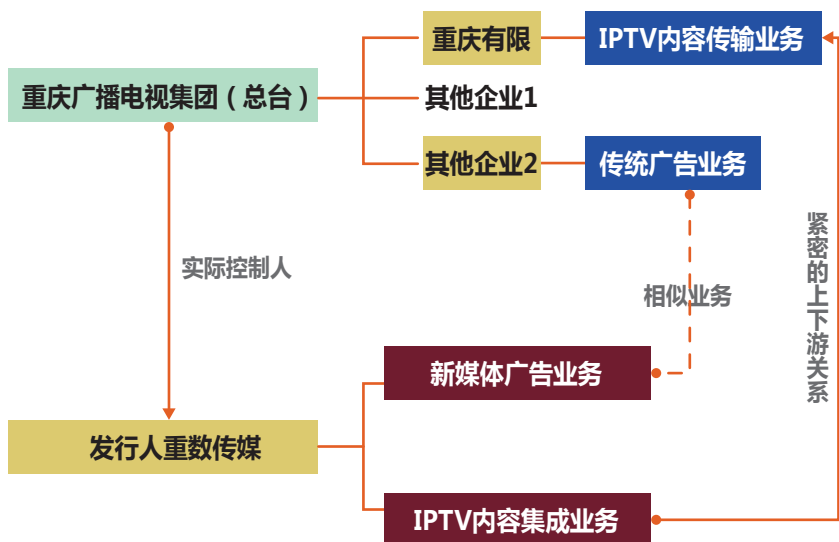 重庆有限
IPTV内容传输业务
重庆广播电视集团（总台）
其他企业1
其他企业2
传统广告业务
实际控制人
相似业务
紧密的上下游关系
新媒体广告业务
发行人重数传媒
IPTV内容集成业务